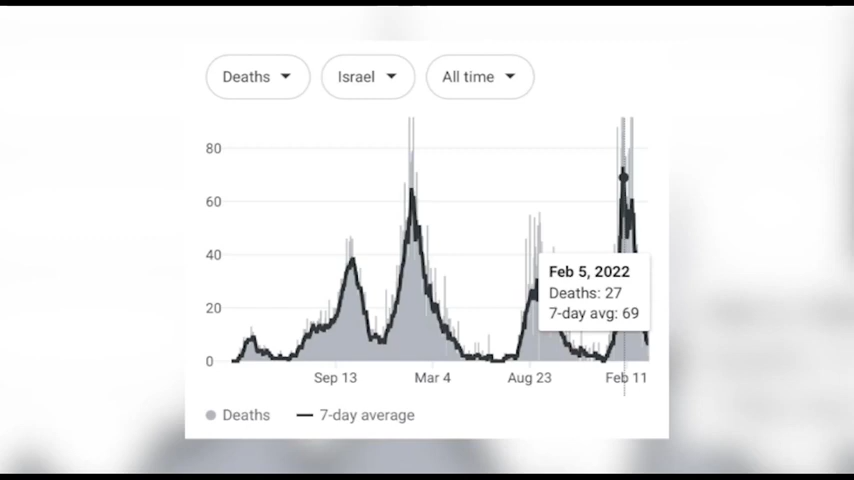 Deaths
Israel
All time
80
60
40
20
0
Feb 5, 2022
Deaths: 27
7-day avg: 69
Sep 13
Mar 4
Aug 23
Feb 11
Deaths
7-day average